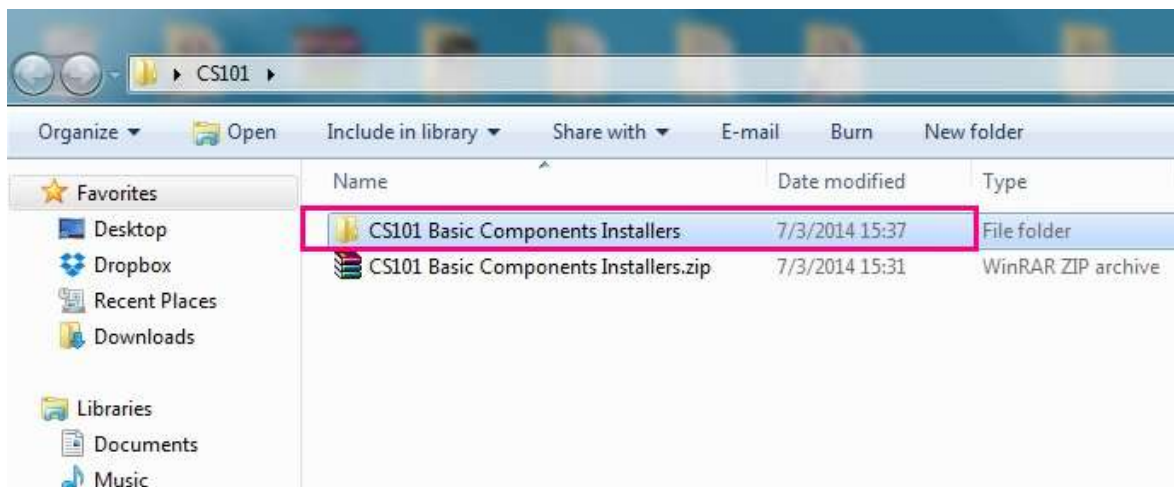 CS101
Organize Open Include in library Share with E-mail Burn New folder
Favorites
Desktop
Dropbox
Recent Places
Downloads
Libraries
Documents
Music
Name Date modified Type
CS101 Basic Components Installers 7/3/2014 15:37 File folder
CS101 Basic Components Installers.zip 7/3/2014 15:31 WinRAR ZIP archive